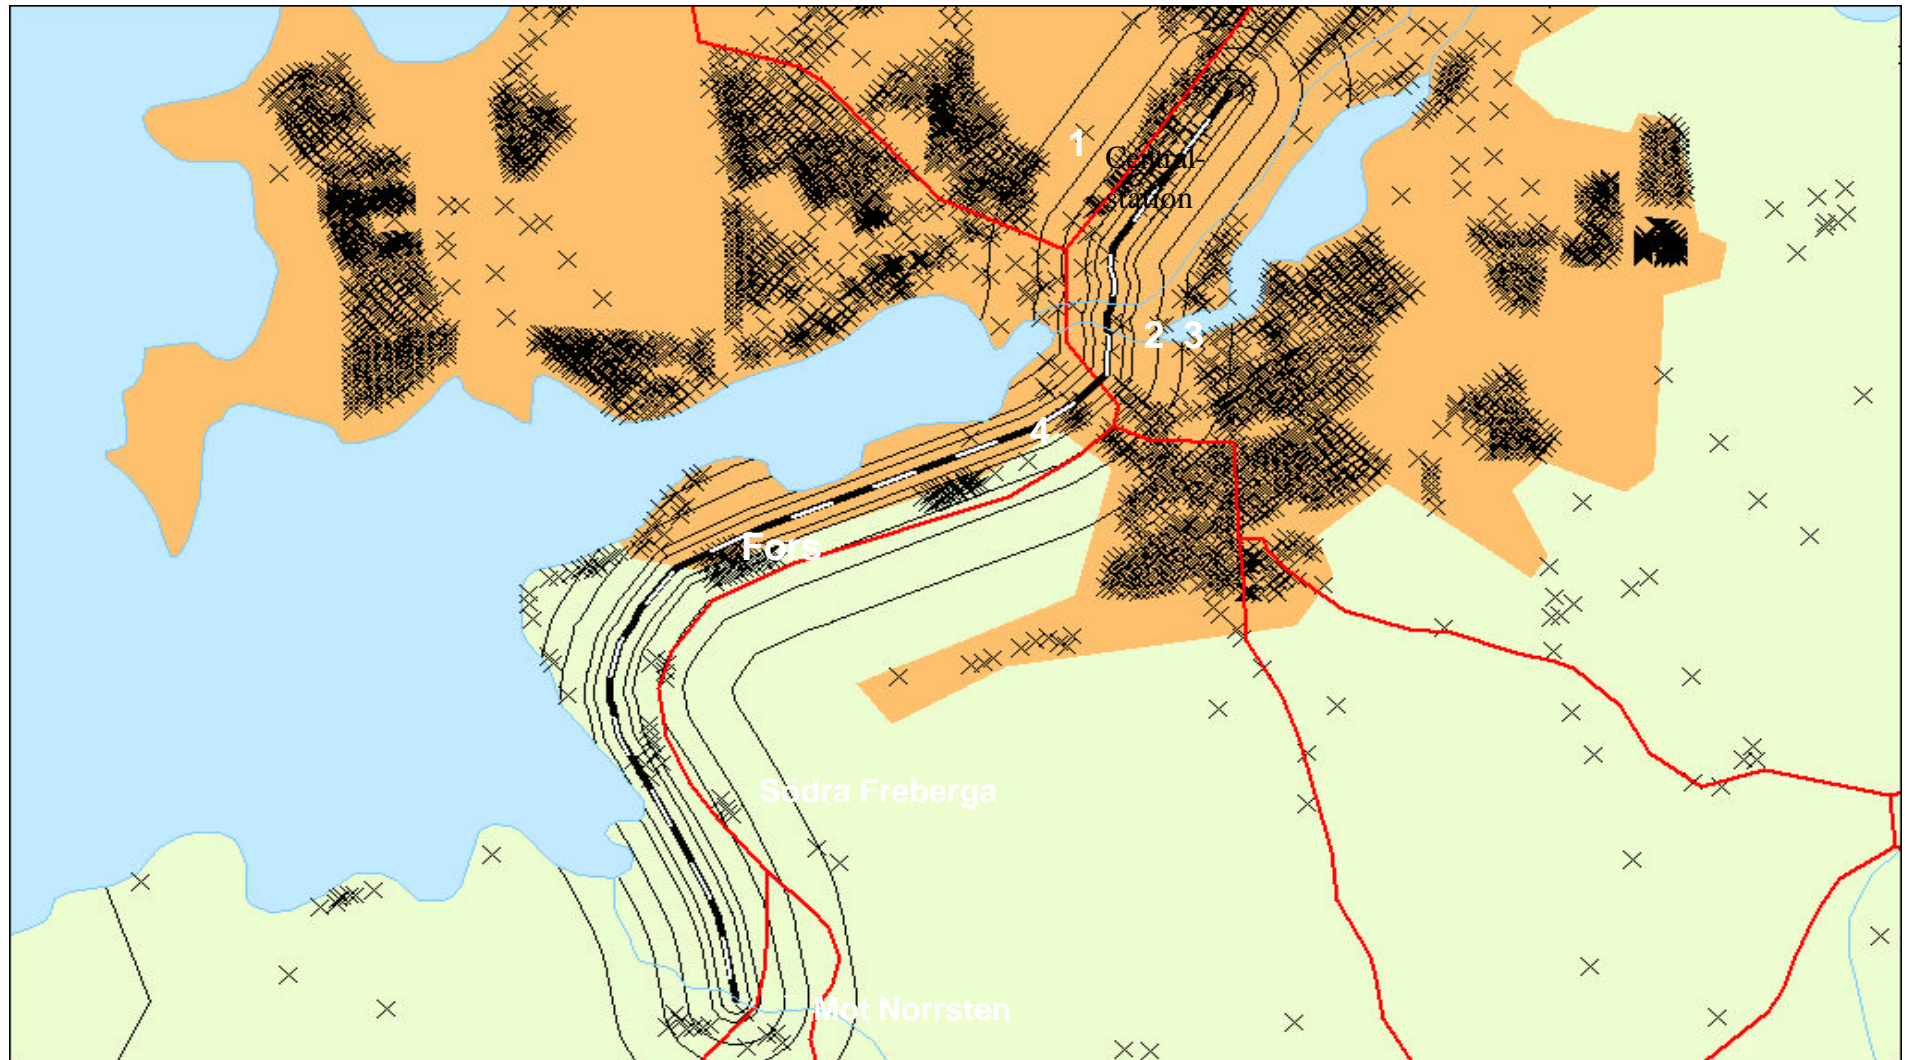 1
Central-
station
2 3
4
Fors
Södra Freberga
Mot Norrsten